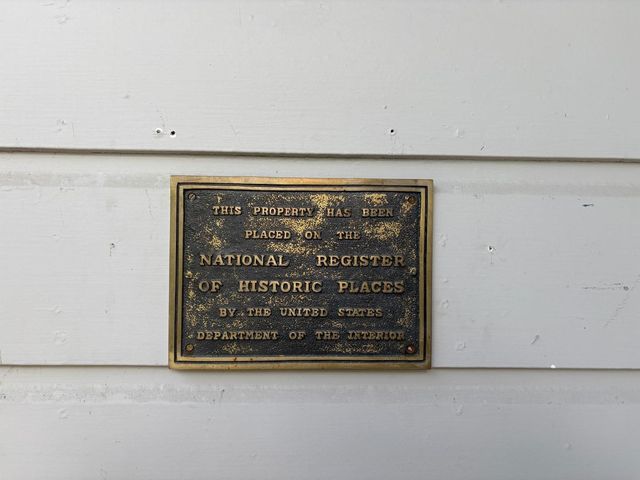 THIS PROPERTY HAS BEEN
PLACED ON THE
NATIONAL REGISTER
OF HISTORIC PLACES
BY THE UNITED STATES
DEPARTMENT OF THE INTERIOR